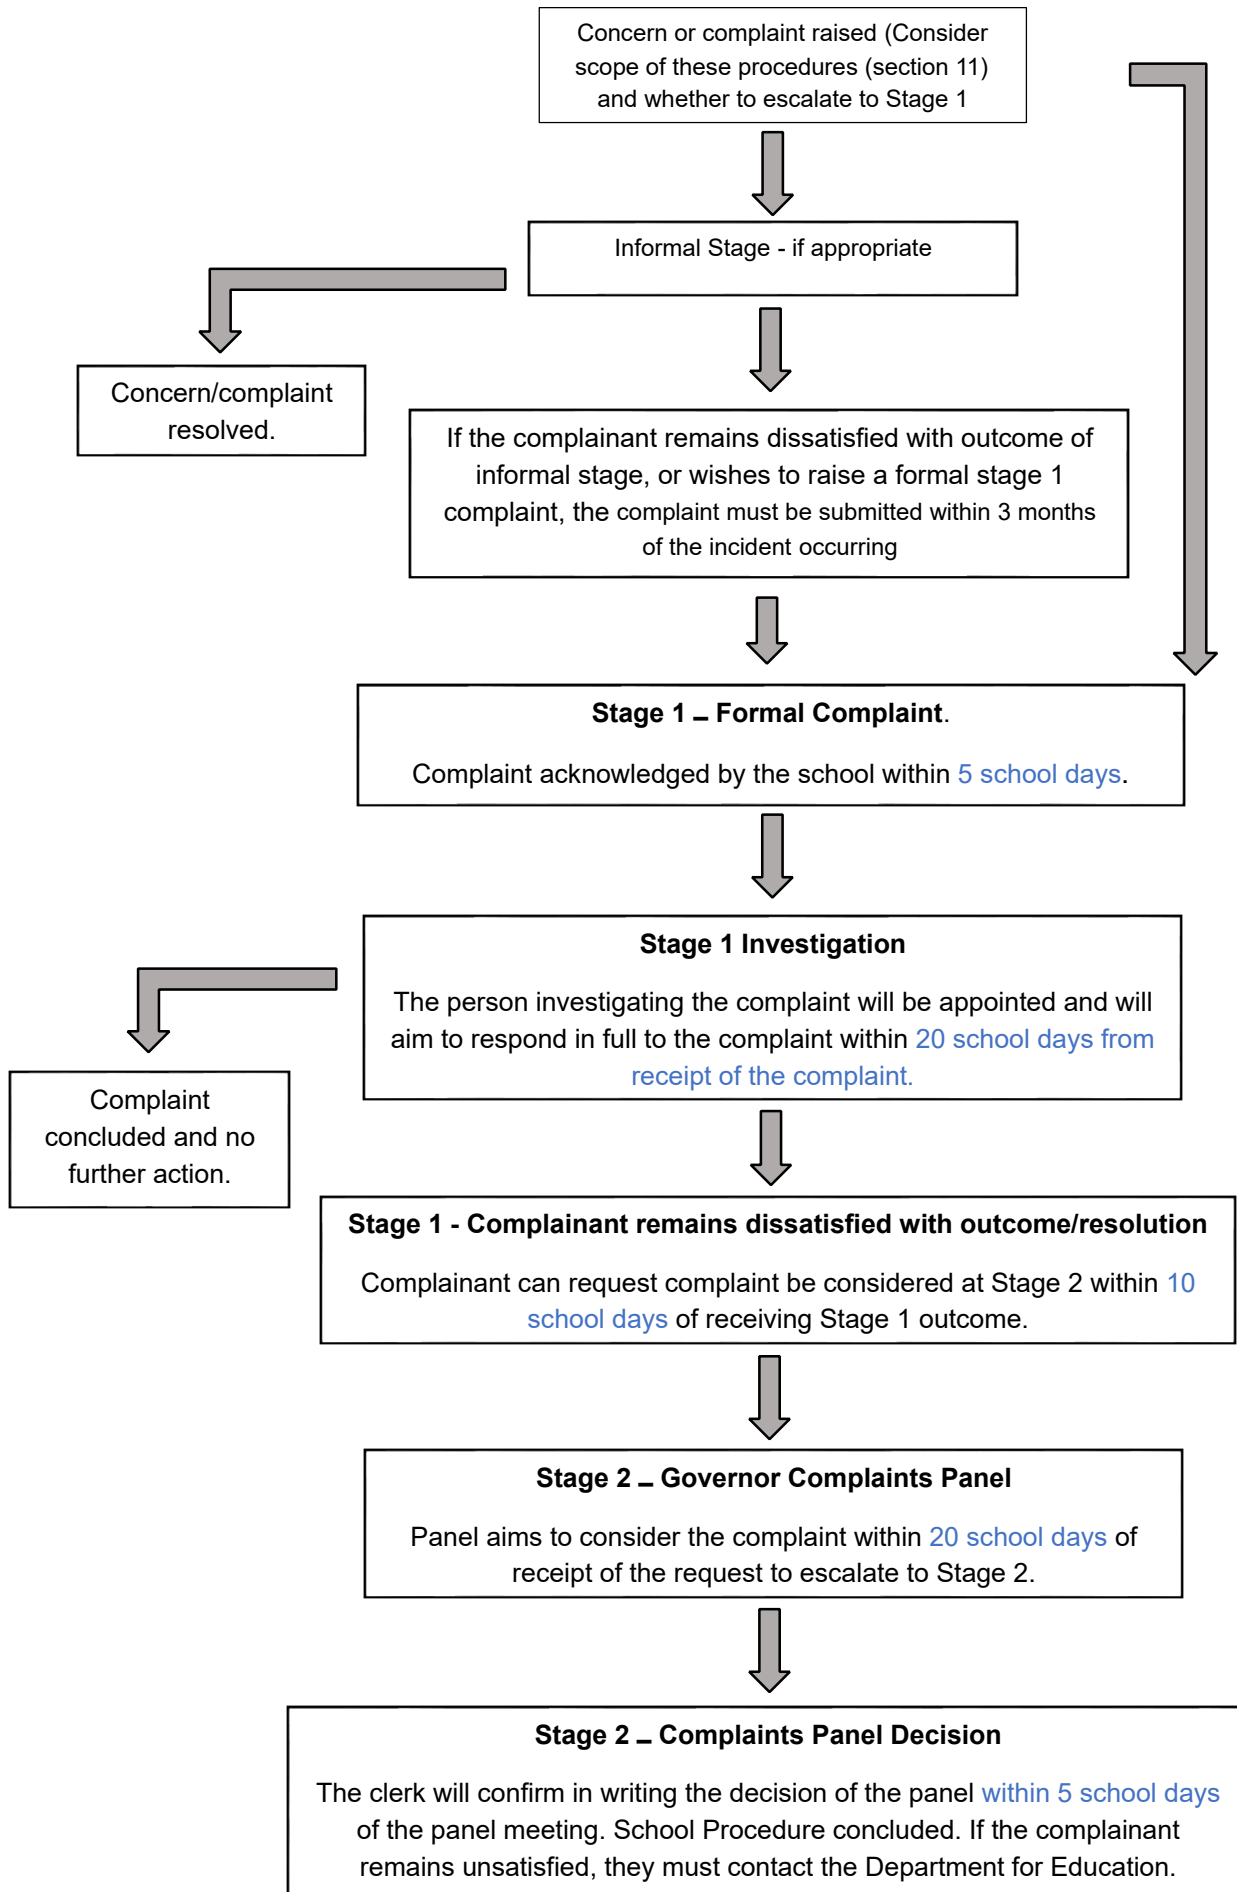 Concern or complaint raised (Consider
scope of these procedures (section 11)
and whether to escalate to Stage 1
Informal Stage - if appropriate
Concern/complaint
resolved.
If the complainant remains dissatisfied with outcome of
informal stage, or wishes to raise a formal stage 1
complaint, the complaint must be submitted within 3 months
of the incident occurring
Stage 1 – Formal Complaint.
Complaint acknowledged by the school within 5 school days.
Stage 1 Investigation
The person investigating the complaint will be appointed and will
aim to respond in full to the complaint within 20 school days from
receipt of the complaint.
Complaint
concluded and no
further action.
Stage 1 - Complainant remains dissatisfied with outcome/resolution
Complainant can request complaint be considered at Stage 2 within 10
school days of receiving Stage 1 outcome.
Stage 2 – Governor Complaints Panel
Panel aims to consider the complaint within 20 school days of
receipt of the request to escalate to Stage 2.
Stage 2 – Complaints Panel Decision
The clerk will confirm in writing the decision of the panel within 5 school days
of the panel meeting. School Procedure concluded. If the complainant
remains unsatisfied, they must contact the Department for Education.